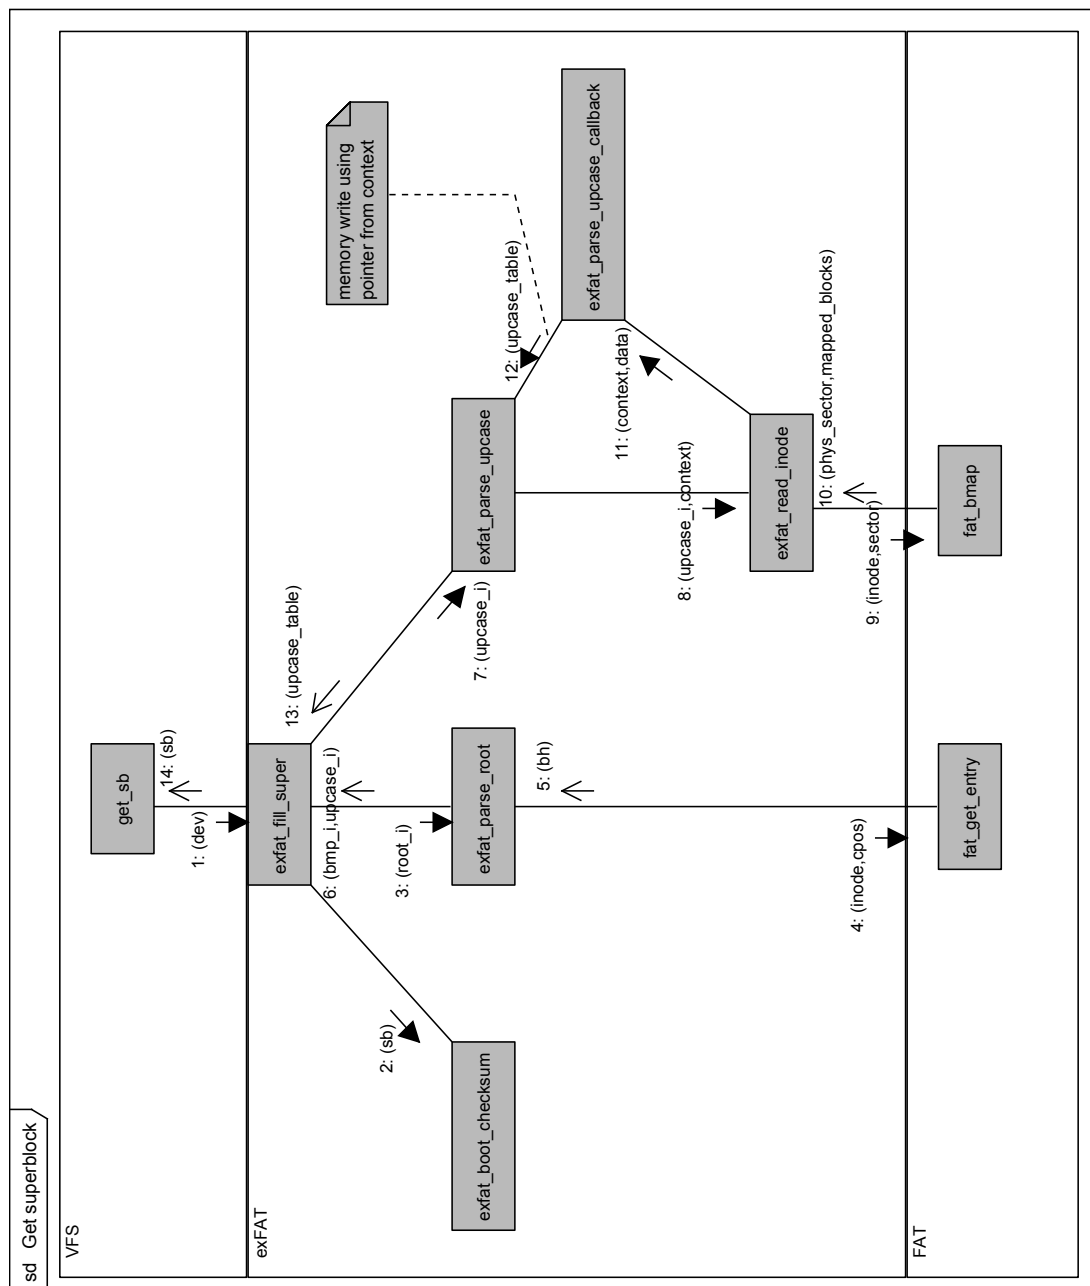 sd Get superblock
VFS
get_sb
1: (dev)
14: (sb)
exFAT
exfat_fill_super
2: (sb)
exfat_boot_checksum
6: (bmp_i,upcase_i)
3: (root_i)
exfat_parse_root
5: (bh)
4: (inode,cpos)
13: (upcase_table)
7: (upcase_i)
exfat_parse_upcase
12: (upcase_table)
memory write using
pointer from context
exfat_parse_upcase_callback
11: (context,data)
8: (upcase_i,context)
exfat_read_inode
10: (phys_sector,mapped_blocks)
9: (inode,sector)
FAT
fat_get_entry
fat_bmap